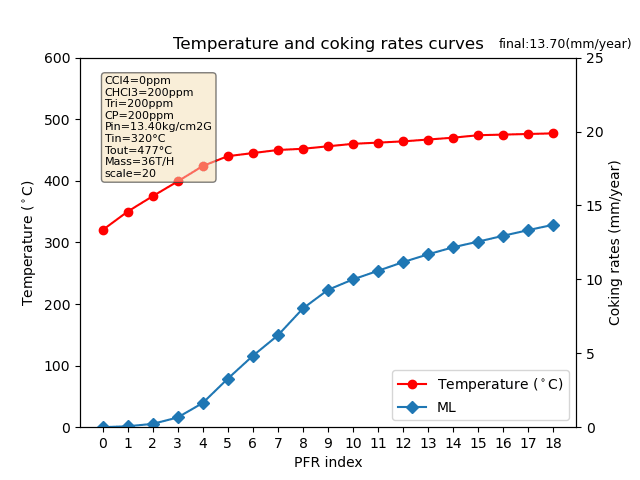 Temperature and coking rates curves
final:13.70(mm/year)
CCl4=0ppm
CHCl3=200ppm
Tri=200ppm
CP=200ppm
Pin=13.40kg/cm2G
Tin=320°C
Tout=477°C
Mass=36T/H
scale=20
600
500
400
300
200
100
0
Temperature (°C)
25
20
15
10
5
0
Coking rates (mm/year)
Temperature (°C)
ML
0 1 2 3 4 5 6 7 8 9 10 11 12 13 14 15 16 17 18
PFR index